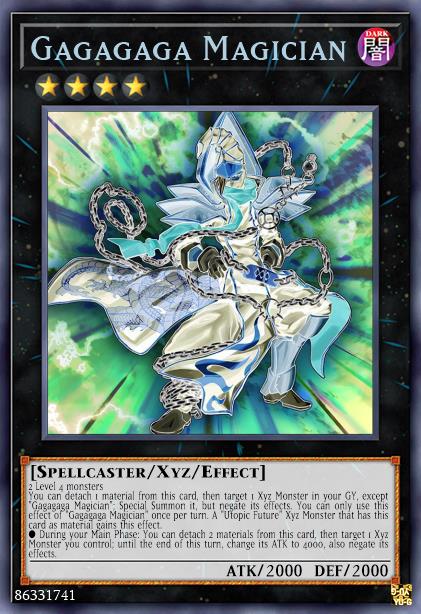 GAGAGAGA MAGICIAN
DARK
闇
[SPELLCASTER/XYZ/EFFECT]
2 Level 4 monsters
You can detach 1 material from this card, then target 1 Xyz Monster in your GY, except
"Gagagaga Magician"; Special Summon it, but negate its effects. You can only use this
effect of "Gagagaga Magician" once per turn. A "Utopic Future" Xyz Monster that has this
card as material gains this effect.
● During your Main Phase: You can detach 2 materials from this card, then target 1 Xyz
Monster you control; until the end of this turn, change its ATK to 4000, also negate its
effects.
ATK/2000 DEF/2000
86331741